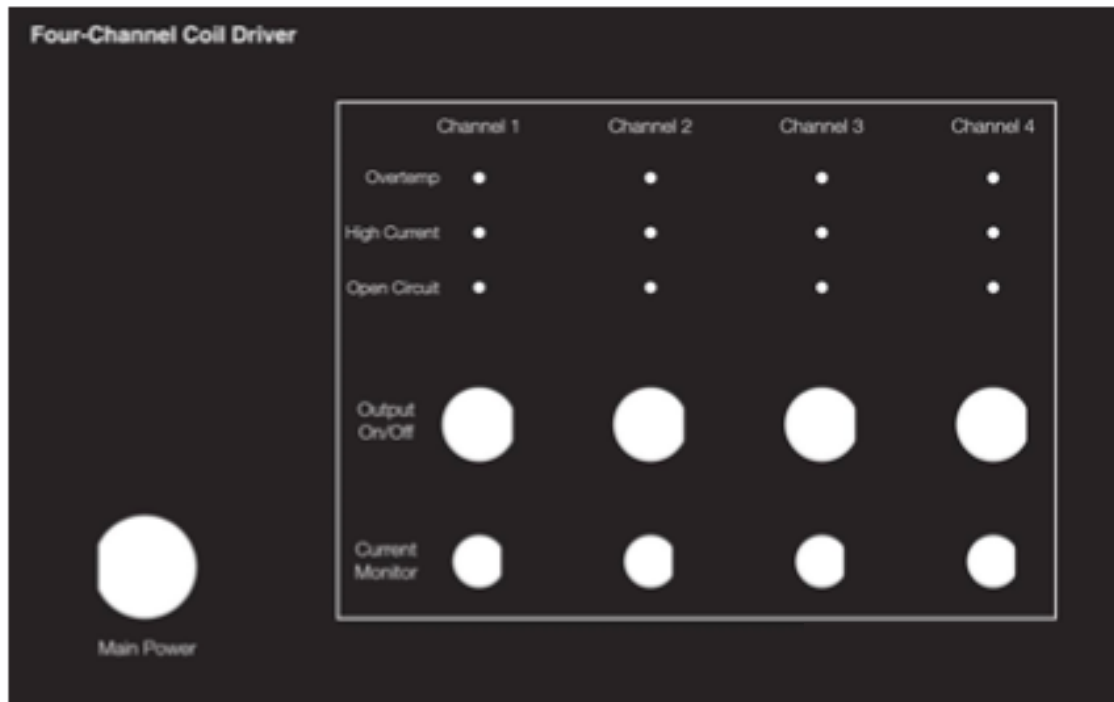 Four-Channel Coil Driver
Channel 1 Channel 2 Channel 3 Channel 4
Overtemp
High Current
Open Circuit
Output
On/Off
Current
Monitor
Main Power